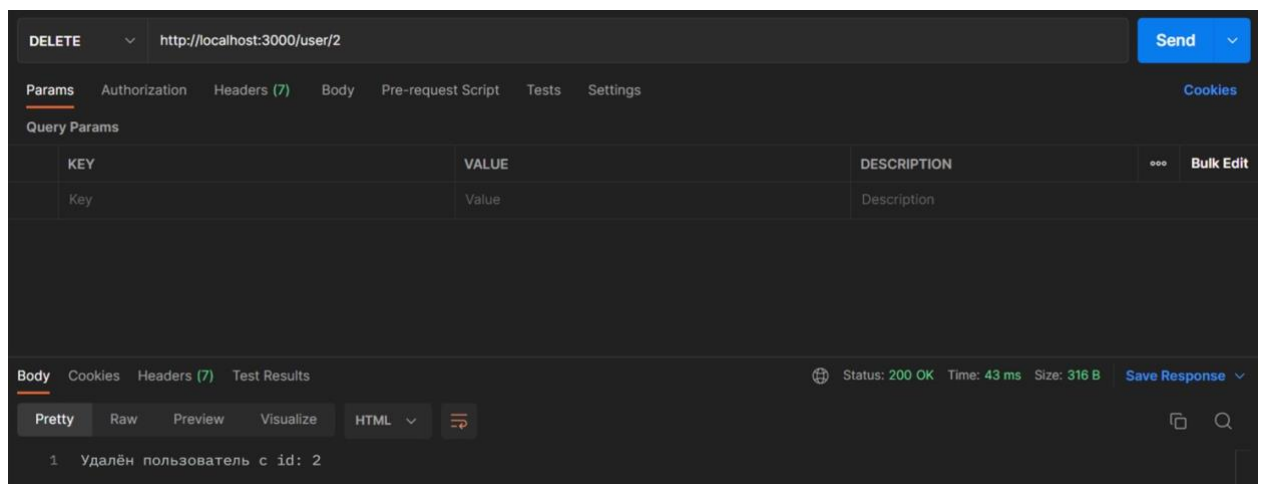 DELETE http://localhost:3000/user/2 Send
Params Authorization Headers (7) Body Pre-request Script Tests Settings Cookies
Query Params
KEY VALUE DESCRIPTION ooo Bulk Edit
Key Value Description
Body Cookies Headers (7) Test Results Status: 200 OK Time: 43 ms Size: 316 B Save Response
Pretty Raw Preview Visualize HTML
1 Удалён пользователь с id: 2